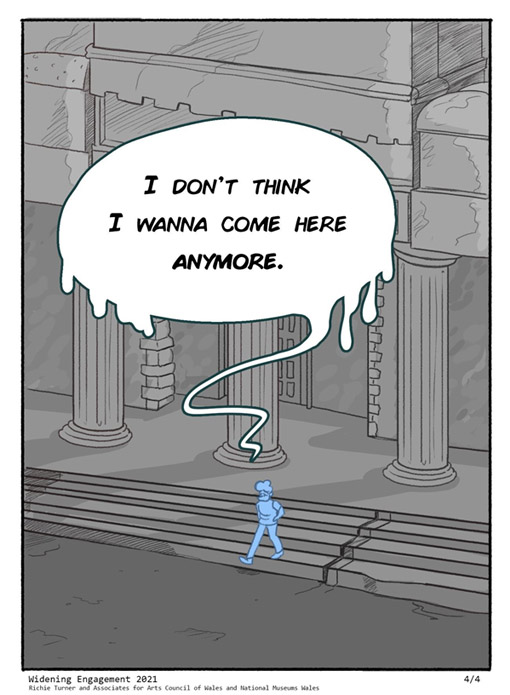 I DON'T THINK
I WANNA COME HERE
ANYMORE.
Widening Engagement 2021
4/4
Richie Turner and Associates for Arts Council of Wales and National Museums Wales